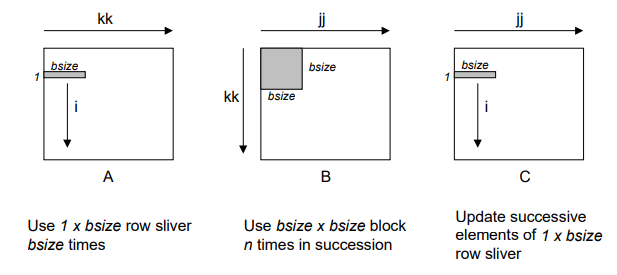 kk
jj
jj
bsize
1
i
A
bsize
bsize
kk
B
bsize
1
i
C
Use 1 x bsize row sliver
bsize times
Use bsize x bsize block
n times in succession
Update successive
elements of 1 x bsize
row sliver